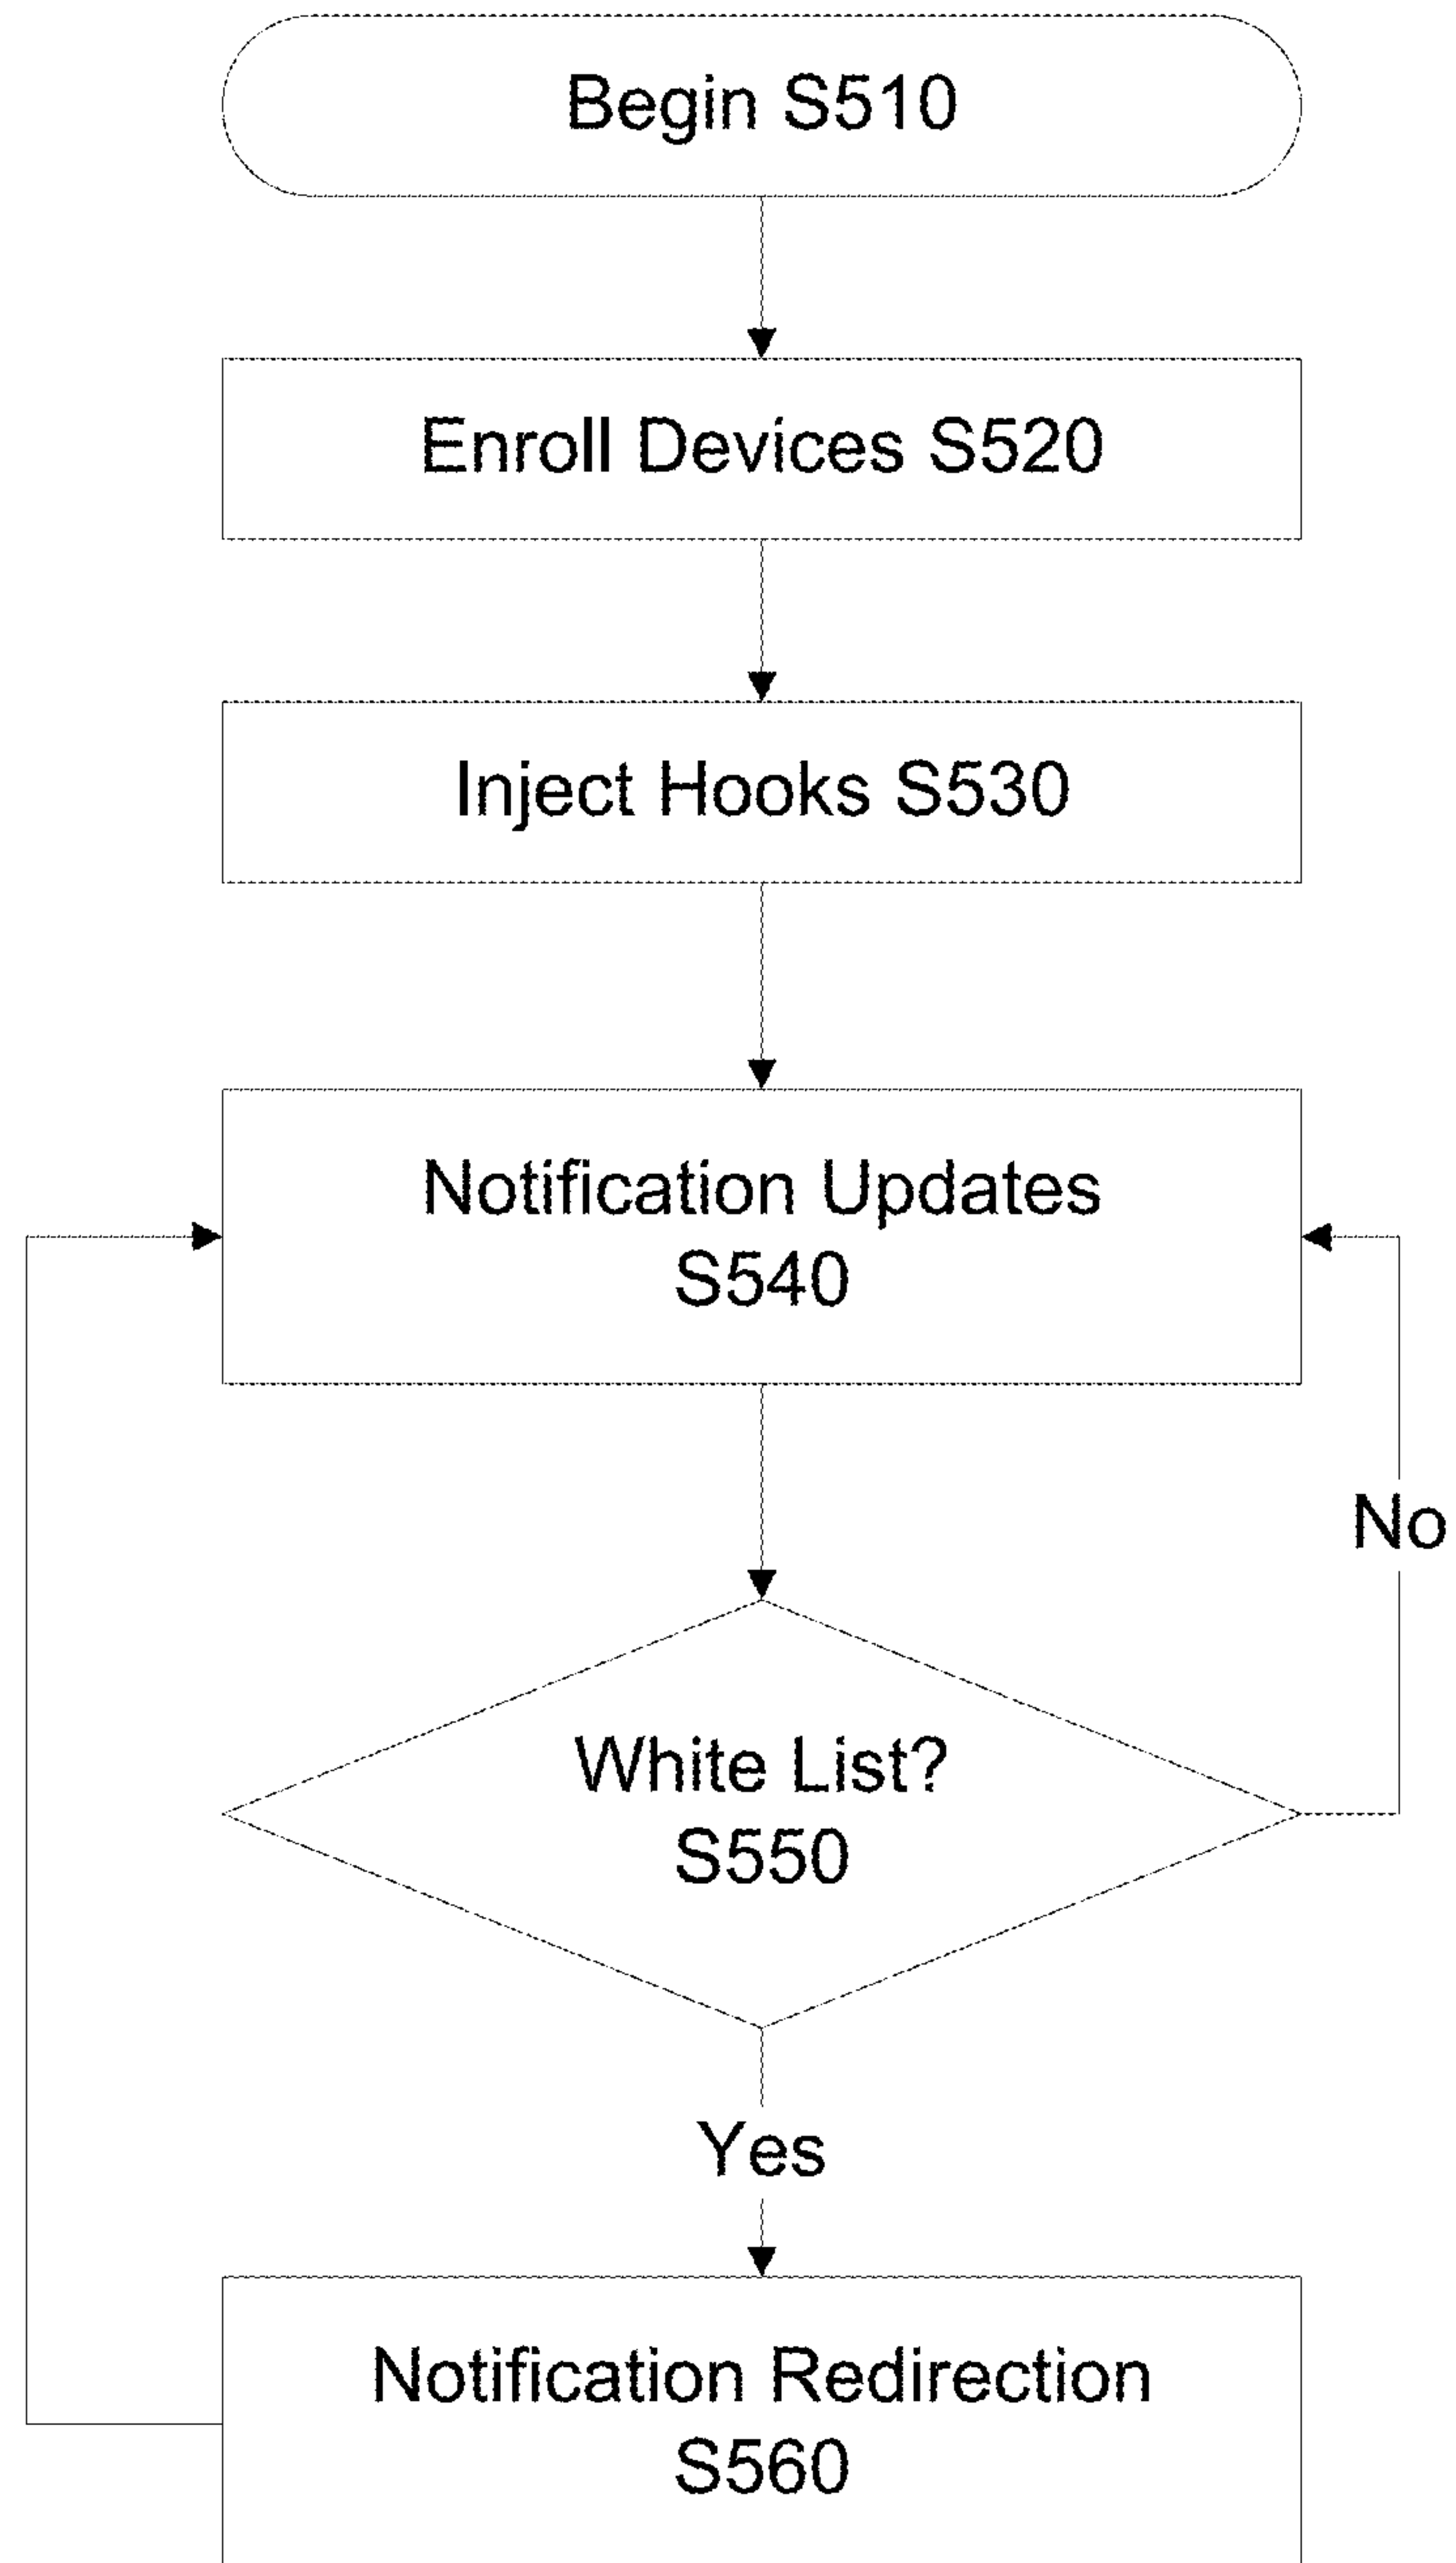 Begin S510
Enroll Devices S520
Inject Hooks S530
Notification Updates
S540
No
White List?
S550
Yes
Notification Redirection
S560